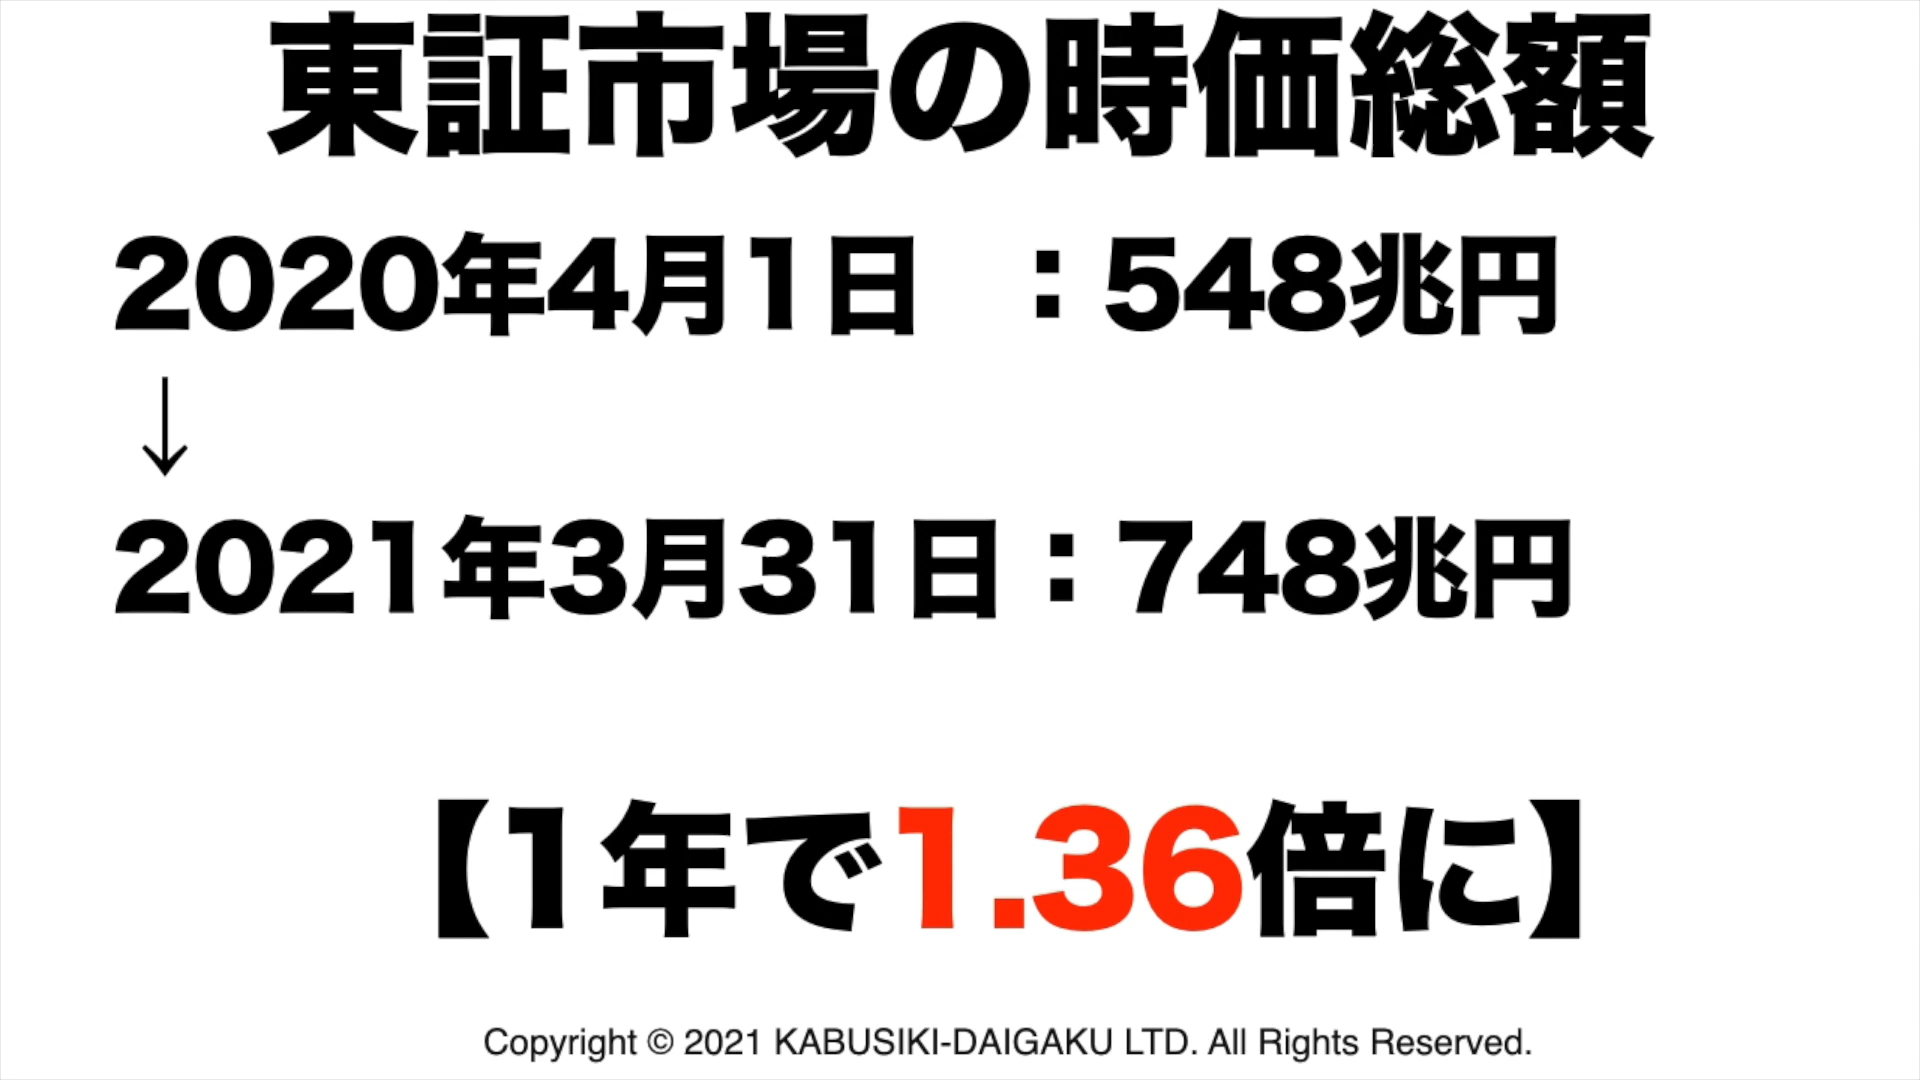 東証市場の時価総額
2020年4月1日　：548兆円
↓
2021年3月31日：748兆円
【1年で1.36倍に】
Copyright © 2021 KABUSIKI-DAIGAKU LTD. All Rights Reserved.